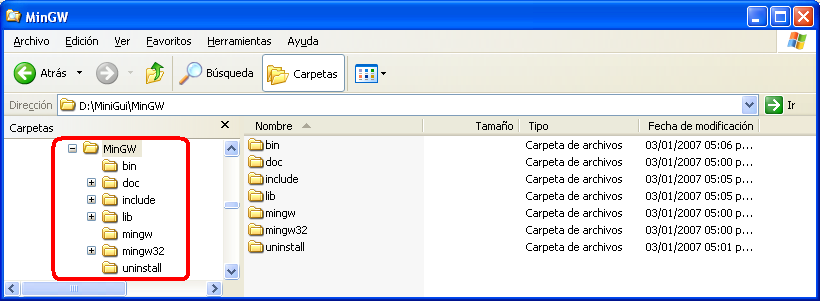 MinGW
Archivo Edición Ver Favoritos Herramientas Ayuda
Atrás Búsqueda Carpetas
Dirección D:\MiniGui\MinGW Ir
Carpetas Nombre Tamaño Tipo Fecha de modificación
MinGW
bin
doc
include
lib
mingw
mingw32
uninstall
bin Carpeta de archivos 03/01/2007 05:06 p...
doc Carpeta de archivos 03/01/2007 05:00 p...
include Carpeta de archivos 03/01/2007 05:05 p...
lib Carpeta de archivos 03/01/2007 05:05 p...
mingw Carpeta de archivos 03/01/2007 05:00 p...
mingw32 Carpeta de archivos 03/01/2007 05:00 p...
uninstall Carpeta de archivos 03/01/2007 05:01 p...